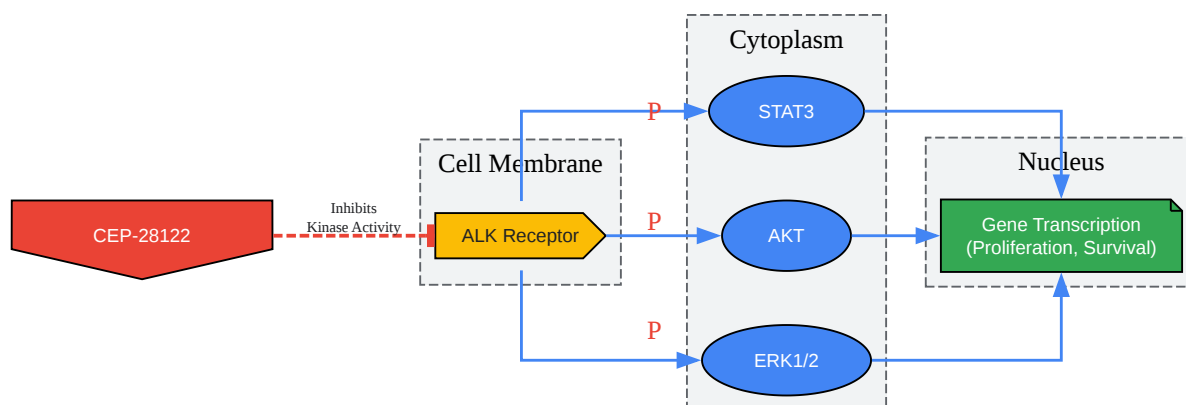 Cytoplasm
P
STAT3
Cell Membrane
Nucleus
Inhibits
Kinase Activity
CEP-28122
ALK Receptor
P
AKT
Gene Transcription
(Proliferation, Survival)
P
ERK1/2